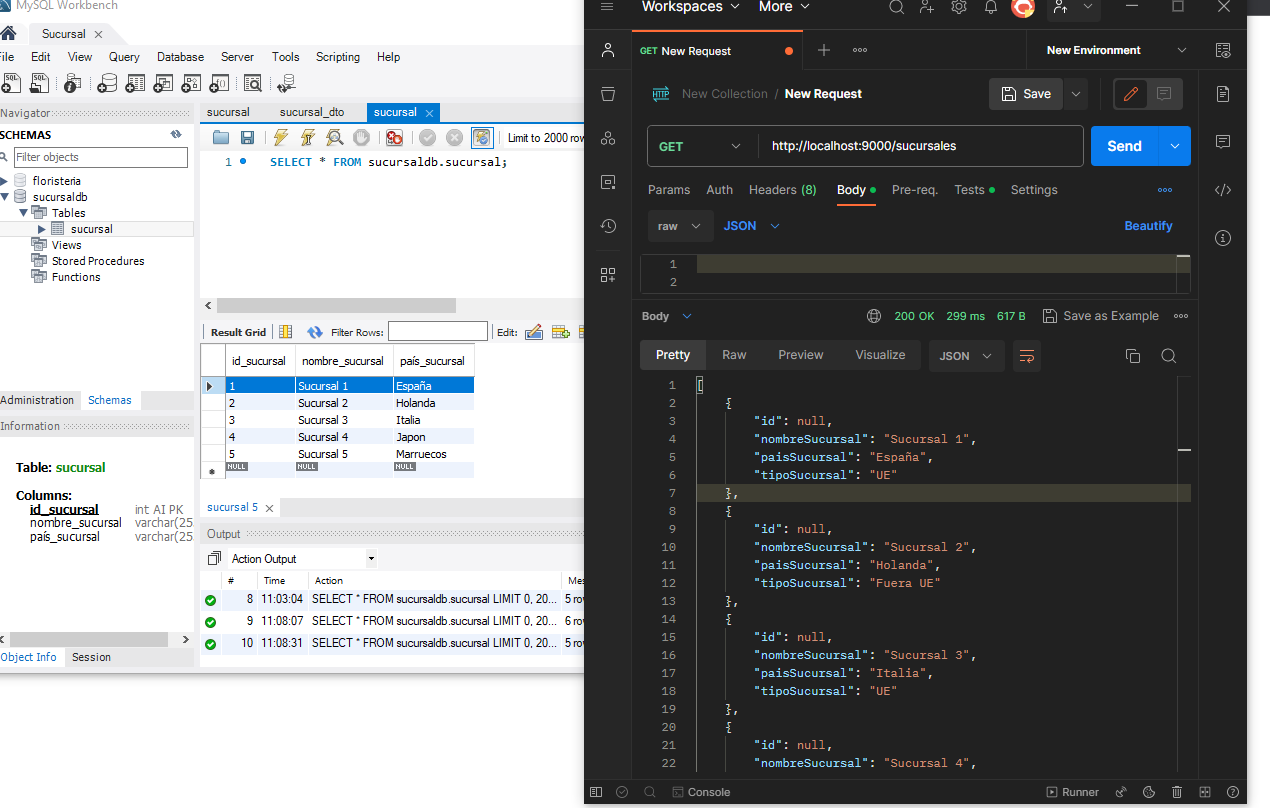 MySQL Workbench
Sucursal
File Edit View Query Database Server Tools Scripting Help
Navigator
SCHEMAS
Filter objects
floristeria
sucursaldb
Tables
sucursal
Views
Stored Procedures
Functions
Administration Schemas
Information
Table: sucursal
Columns:
id_sucursal int AI PK
nombre_sucursal varchar(25
país_sucursal varchar(25
Object Info Session
sucursal sucursal_dto sucursal
Limit to 2000 row
1 SELECT * FROM sucursaldb.sucursal;
Result Grid Filter Rows: Edit:
id_sucursal nombre_sucursal país_sucursal
1 Sucursal 1 España
2 Sucursal 2 Holanda
3 Sucursal 3 Italia
4 Sucursal 4 Japon
5 Sucursal 5 Marruecos
NULL NULL NULL
sucursal 5
Output
Action Output
# Time Action Mes
8 11:03:04 SELECT * FROM sucursaldb.sucursal LIMIT 0, 20... 5 row
9 11:08:07 SELECT * FROM sucursaldb.sucursal LIMIT 0, 20... 6 row
10 11:08:31 SELECT * FROM sucursaldb.sucursal LIMIT 0, 20... 5 row
Workspaces More
GET New Request
New Environment
HTTP New Collection / New Request
Save
GET http://localhost:9000/sucursales Send
Params Auth Headers (8) Body Pre-req. Tests Settings
raw JSON Beautify
1
2
Body 200 OK 299 ms 617 B Save as Example
Pretty Raw Preview Visualize JSON
1 [
2 {
3 "id": null,
4 "nombreSucursal": "Sucursal 1",
5 "paisSucursal": "España",
6 "tipoSucursal": "UE"
7 },
8 {
9 "id": null,
10 "nombreSucursal": "Sucursal 2",
11 "paisSucursal": "Holanda",
12 "tipoSucursal": "Fuera UE"
13 },
14 {
15 "id": null,
16 "nombreSucursal": "Sucursal 3",
17 "paisSucursal": "Italia",
18 "tipoSucursal": "UE"
19 },
20 {
21 "id": null,
22 "nombreSucursal": "Sucursal 4",
Console
Runner